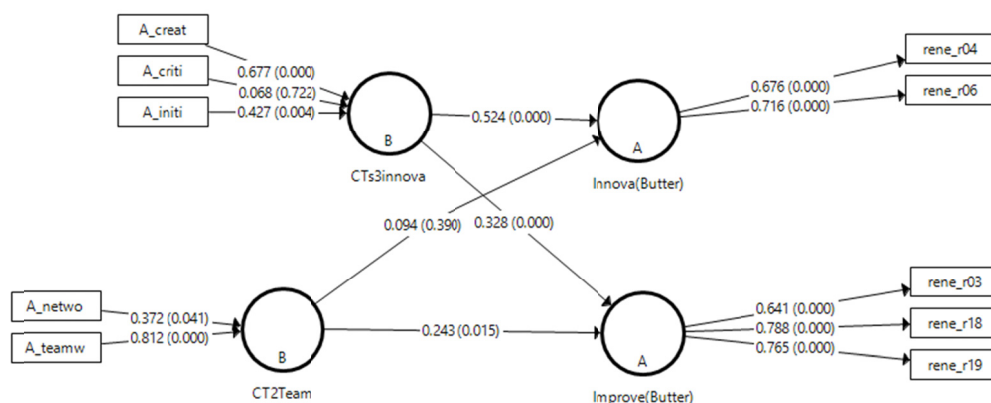 A_creat
A_criti
A_initi
0.677 (0.000)
0.068 (0.722)
0.427 (0.004)
B
CTs3innova
0.524 (0.000)
A
Innova(Butter)
0.676 (0.000)
0.716 (0.000)
rene_r04
rene_r06
0.094 (0.390)
0.328 (0.000)
A_netwo
A_teamw
0.372 (0.041)
0.812 (0.000)
B
CT2Team
0.243 (0.015)
A
Improve(Butter)
0.641 (0.000)
0.788 (0.000)
0.765 (0.000)
rene_r03
rene_r18
rene_r19